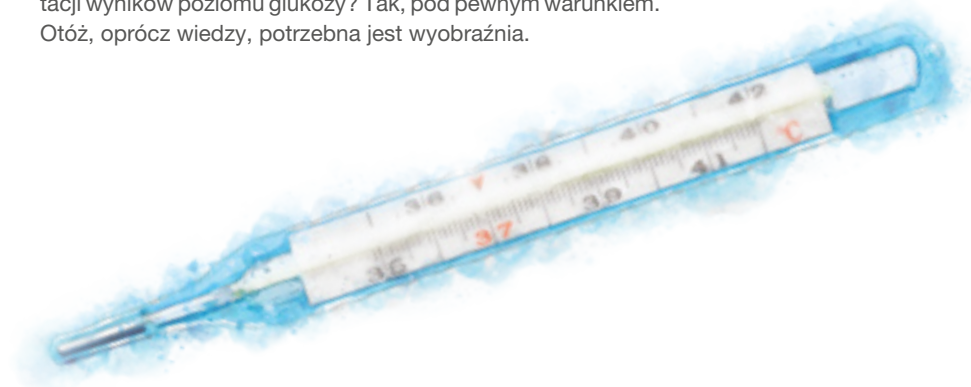 tacji wyników poziomu glukozy? Tak, pod pewnym warunkiem.
Otóż, oprócz wiedzy, potrzebna jest wyobraźnia.
36 38 40 42
37 39 41 °C